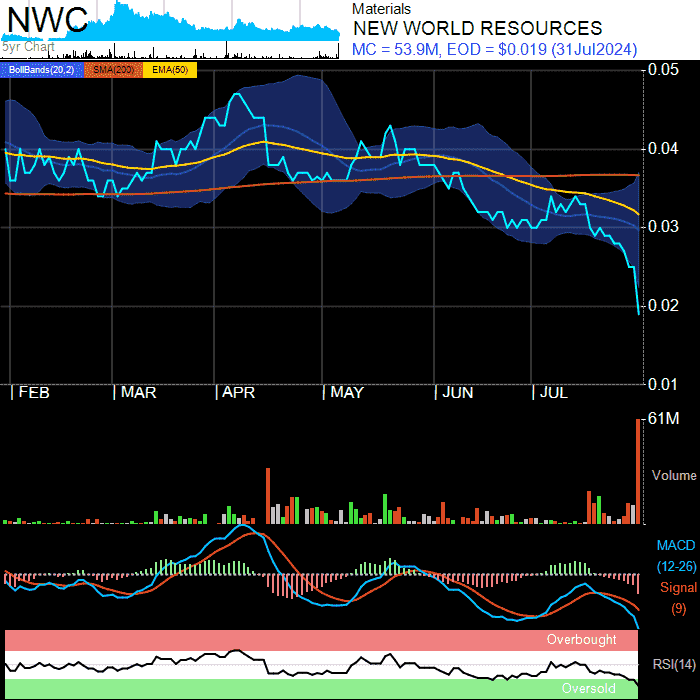 NWC
5yr Chart
Materials
NEW WORLD RESOURCES
MC = 53.9M, EOD = $0.019 (31Jul2024)
BollBands(20,2) SMA(200) EMA(50)
0.05
0.04
0.03
0.02
0.01
FEB MAR APR MAY JUN JUL
61M
Volume
MACD
(12-26)
Signal
(9)
Overbought
RSI(14)
Oversold